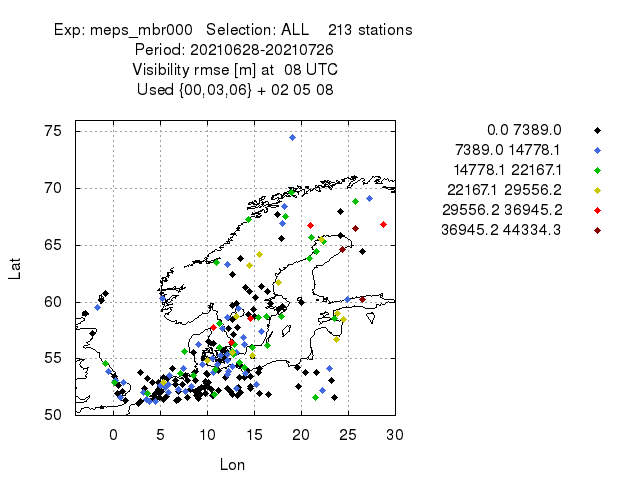 Exp: meps_mbr000   Selection: ALL    213 stations
Period: 20210628-20210726
Visibility rmse [m] at  08 UTC
Used {00,03,06} + 02 05 08
0.0 7389.0
7389.0 14778.1
14778.1 22167.1
22167.1 29556.2
29556.2 36945.2
36945.2 44334.3
75
70
65
60
55
50
Lat
0 5 10 15 20 25 30
Lon